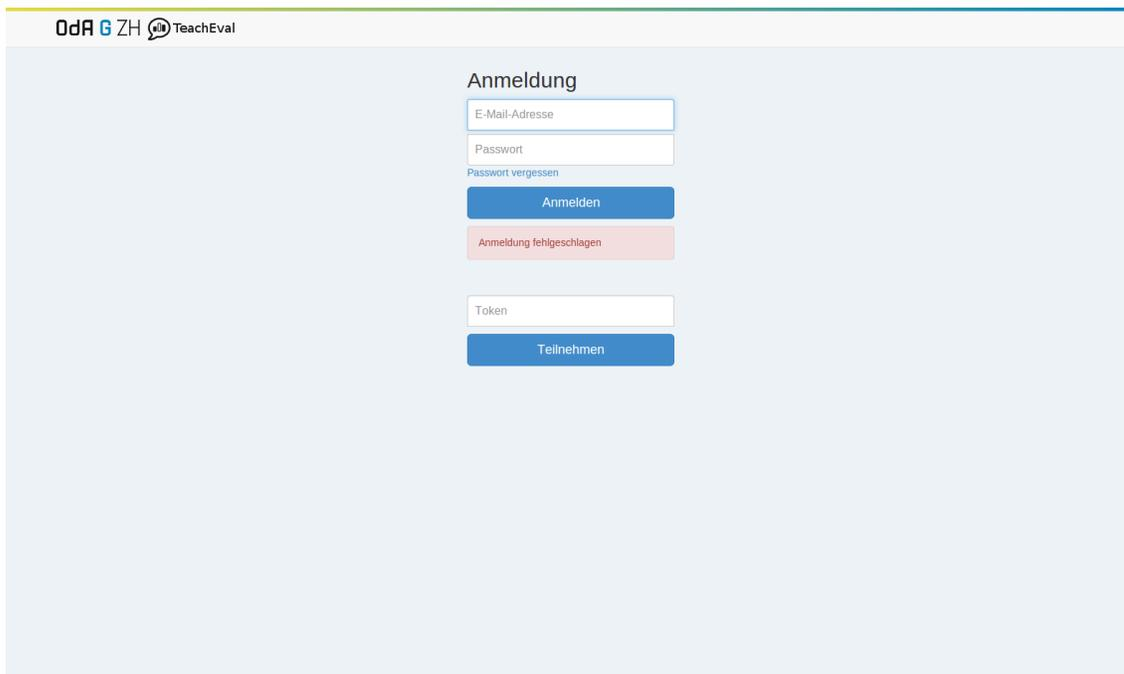 OdA G ZH TeachEval
Anmeldung
E-Mail-Adresse
Passwort
Passwort vergessen
Anmelden
Anmeldung fehlgeschlagen
Token
Teilnehmen